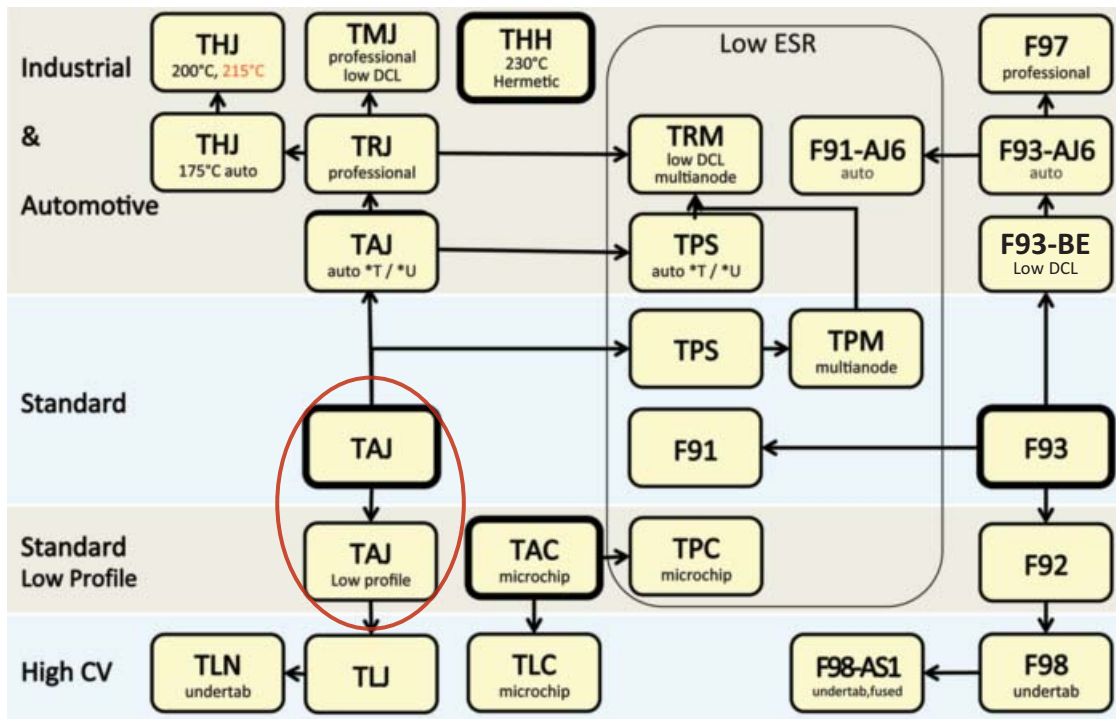 Industrial
&
Automotive
THJ
200°C, 215°C
TMJ
professional
low DCL
THH
230°C
Hermetic
Low ESR
F97
professional
THJ
175°C auto
TRJ
professional
TRM
low DCL
multianode
F91-AJ6
auto
F93-AJ6
auto
TAJ
auto *T / *U
TPS
auto *T / *U
F93-BE
Low DCL
Standard
TPS
TPM
multianode
TAJ
F91
F93
Standard
Low Profile
TAJ
Low profile
TAC
microchip
TPC
microchip
F92
High CV
TLN
undertab
TLJ
TLC
microchip
F98-AS1
undertab,fused
F98
undertab